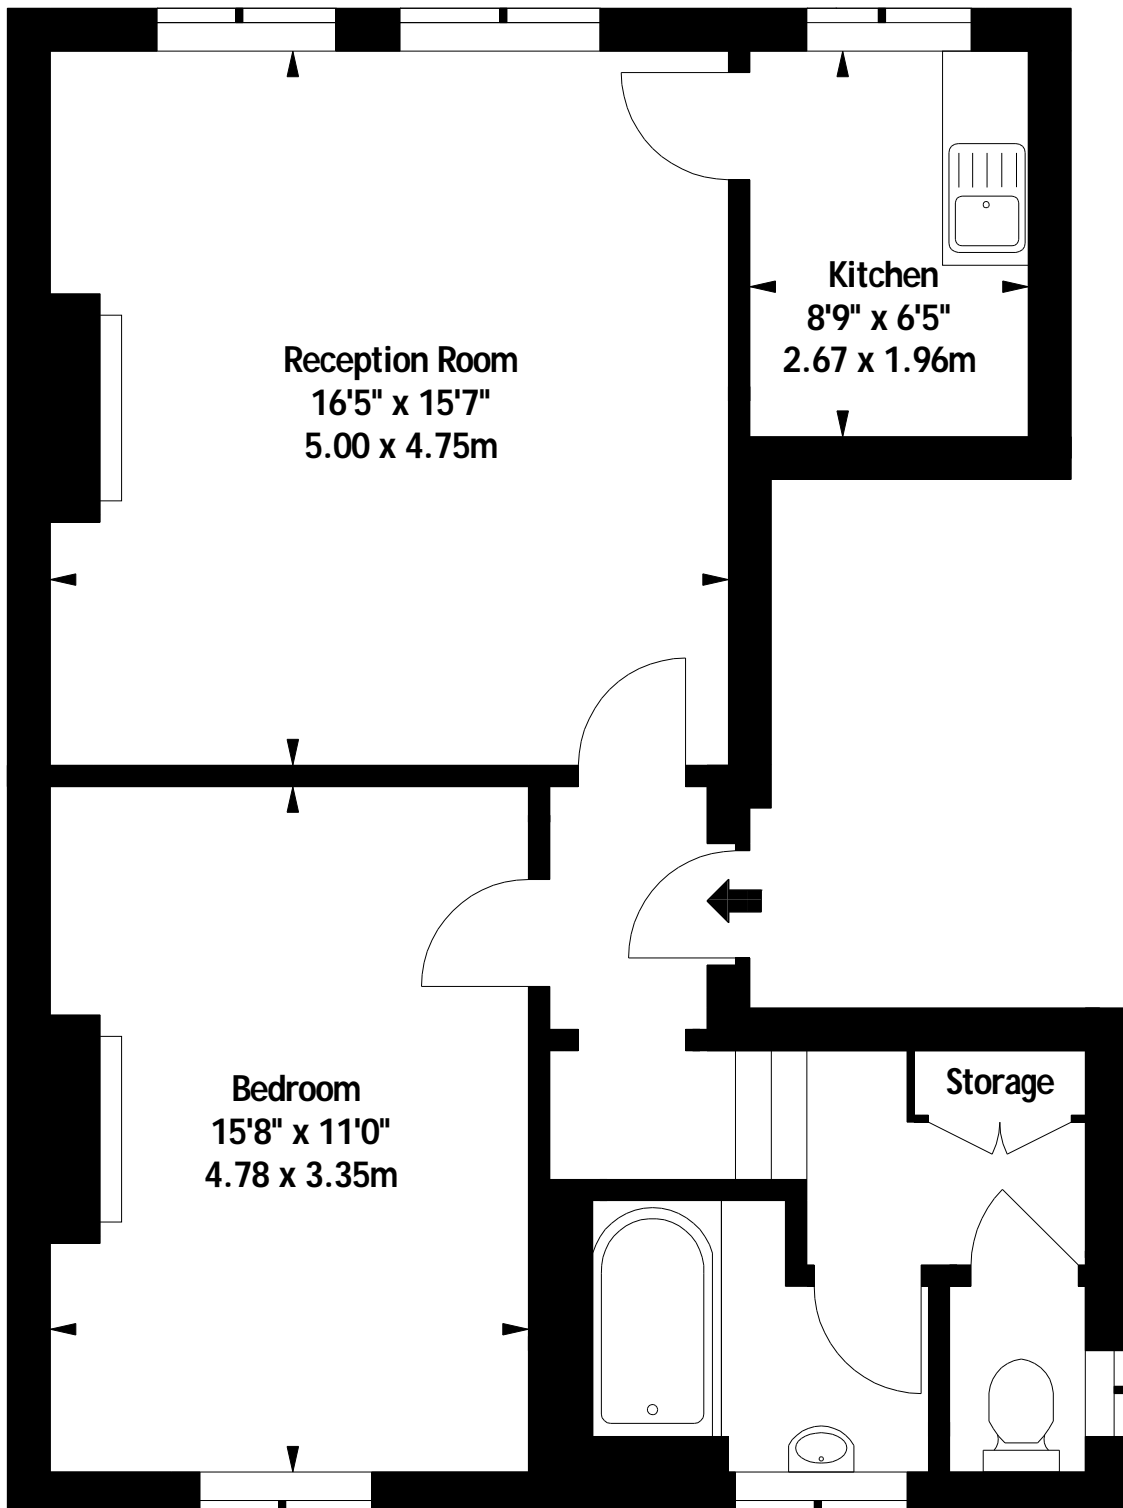 Kitchen
8'9" x 6'5"
2.67 x 1.96m
Reception Room
16'5" x 15'7"
5.00 x 4.75m
Storage
Bedroom
15'8" x 11'0"
4.78 x 3.35m